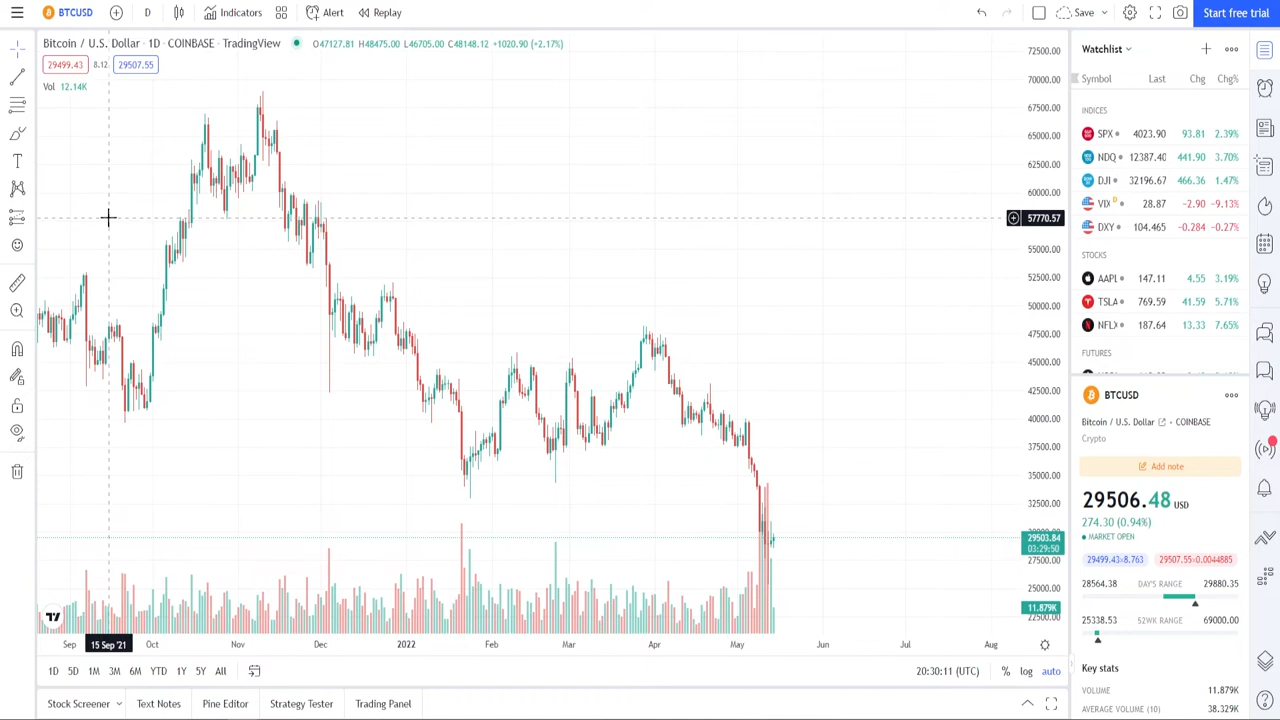 BTCUSD
D
Indicators
Alert
Replay
Save
Start free trial
Bitcoin / U.S. Dollar · 1D · COINBASE · TradingView
O47127.81 H48475.00 L46705.00 C48148.12 +1020.90 (+2.17%)
29499.43 8.12 29507.55
Vol 12.14K
72500.00
70000.00
67500.00
65000.00
62500.00
60000.00
57770.57
55000.00
52500.00
50000.00
47500.00
45000.00
42500.00
40000.00
37500.00
35000.00
32500.00
29503.84
03:29:50
27500.00
25000.00
11.879K
22500.00
Sep 15 Sep '21 Oct Nov Dec 2022 Feb Mar Apr May Jun Jul Aug
1D 5D 1M 3M 6M YTD 1Y 5Y All
20:30:11 (UTC) % log auto
Stock Screener Text Notes Pine Editor Strategy Tester Trading Panel
Watchlist
Symbol Last Chg Chg%
INDICES
SPX 4023.90 93.81 2.39%
NDQ 12387.40 441.90 3.70%
DJI 32196.67 466.36 1.47%
VIX D 28.87 -2.90 -9.13%
DXY 104.465 -0.284 -0.27%
STOCKS
AAPL 147.11 4.55 3.19%
TSLA 769.59 41.59 5.71%
NFLX 187.64 13.33 7.65%
FUTURES
BTCUSD
Bitcoin / U.S. Dollar · COINBASE
Crypto
Add note
29506.48 USD
274.30 (0.94%)
MARKET OPEN
29499.43×8.763 29507.55×0.0044885
28564.38 DAY'S RANGE 29880.35
25338.53 52WK RANGE 69000.00
Key stats
VOLUME 11.879K
AVERAGE VOLUME (10) 38.329K